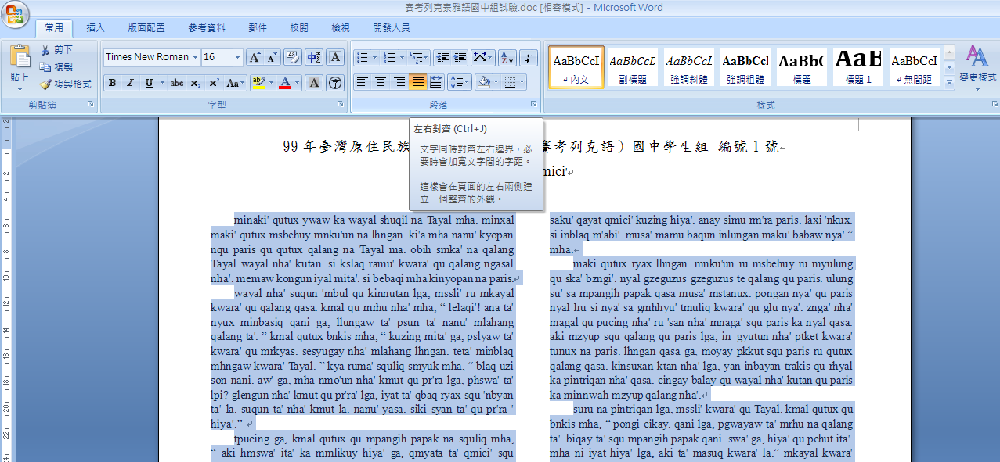 賽考列克泰雅語國中組試驗.doc [相容模式] - Microsoft Word
常用 插入 版面配置 參考資料 郵件 校閱 檢視 開發人員
貼上
剪下
複製
複製格式
剪貼簿
Times New Roman 16
字型
段落
AaBbCcI AaBbCcD AaBbCcL AaBbCcI AaBbC AaB AaBbCcI
內文 副標題 強調斜體 強調粗體 標題 標題 1 無間距
變更樣式
樣式
左右對齊 (Ctrl+J)
文字同時對齊左右邊界，必
要時會加寬文字間的字距。
這樣會在頁面的左右兩側建
立一個整齊的外觀。
99 年臺灣原住民族 賽考列克語）國中學生組 編號 1 號
mici'
minaki' qutux ywaw ka wayal shuqil na Tayal mha. minxal
maki' qutux msbehuy mnku'un na lhngan. ki'a mha nanu' kyopan
nqu paris qu qutux qalang na Tayal ma. obih smka' na qalang
Tayal wayal nha' kutan. si kslaq ramu' kwara' qu qalang ngasal
nha'. memaw kongun iyal mita'. si bebaqi mha kinyopan na paris.
wayal nha' suqun 'mbul qu kinnutan lga, mssli' ru mkayal
kwara' qu qalang qasa. kmal qu mrhu nha' mha, “ lelaqi'! ana ta'
nyux minbasiq qani ga, llungaw ta' psun ta' nanu' mlahang
qalang ta'. ” kmal qutux bnkis mha, “ kuzing mita' ga, pslyaw ta'
kwara' qu mrkyas. sesyugay nha' mlahang lhngan. teta' minblaq
mhngaw kwara' Tayal. ” kya ruma' squliq smyuk mha, “ blaq uzi
son nani. aw' ga, mha nmo'un nha' kmut qu pr'ra lga, phswa' ta'
lpi? glengun nha' kmut qu pr'ra' lga, iyat ta' qbaq ryax squ 'nbyan
ta' la. suqun ta' nha' kmut la. nanu' yasa. siki syan ta' qu pr'ra '
hiya'.”
tpucing ga, kmal qutux qu mpangih papak na squliq mha,
“ aki hmswa' ita' ka mmlikuy hiya' ga, qmyata ta' qmici' squ
saku' qayat qmici' kuzing hiya'. anay simu rm'ra paris. laxi 'nkux.
si inblaq m'abi'. musa' mamu baqun inlungan maku' babaw nya' ”
mha.
maki qutux ryax lhngan. mnku'un ru msbehuy ru myulung
qu ska' bzngi'. nyal gzeguzus gzeguzus te qalang qu paris. ulung
su' sa mpangih papak qasa musa' mstanux. pongan nya' qu paris
nyal lru si nya' sa gmhhyu' tmuliq kwara' qu glu nya'. znga' nha'
magal qu pucing nha' ru 'san nha' mnaga' squ paris ka nyal qasa.
aki mzyup squ qalang qu paris lga, in_gyutun nha' ptket kwara'
tunux na paris. lhngan qasa ga, moyay pkkut squ paris ru qutux
qalang qasa. kinsuxan ktan nha' lga, yan inbayan trakis qu rhyal
ka pintriqan nha' qasa. cingay balay qu wayal nha' kutan qu paris
ka minnwah mzyup qalang nha'.
suru na pintriqan lga, mssli' kwara' qu Tayal. kmal qutux qu
bnkis mha, “ pongi cikay. qani lga, pgwayaw ta' mrhu na qalang
ta'. biqay ta' squ mpangih papak qani. swa' ga, hiya' qu pchut ita'.
mha ni iyat hiya' lga, aki ta' masuq kwara' la.” mkayal kwara'